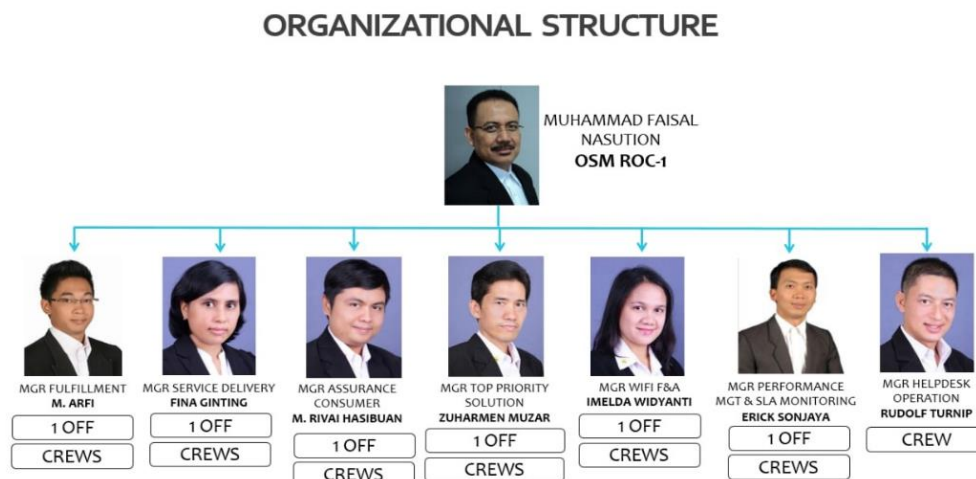 ORGANIZATIONAL STRUCTURE
MUHAMMAD FAISAL
NASUTION
OSM ROC-1
MGR FULFILLMENT
M. ARFI
1 OFF
CREWS
MGR SERVICE DELIVERY
FINA GINTING
1 OFF
CREWS
MGR ASSURANCE
CONSUMER
M. RIVAI HASIBUAN
1 OFF
CREWS
MGR TOP PRIORITY
SOLUTION
ZUHARMEN MUZAR
1 OFF
CREWS
MGR WIFI F&A
IMELDA WIDYANTI
1 OFF
CREWS
MGR PERFORMANCE
MGT & SLA MONITORING
ERICK SONJAYA
1 OFF
CREWS
MGR HELPDESK
OPERATION
RUDOLF TURNIP
CREW